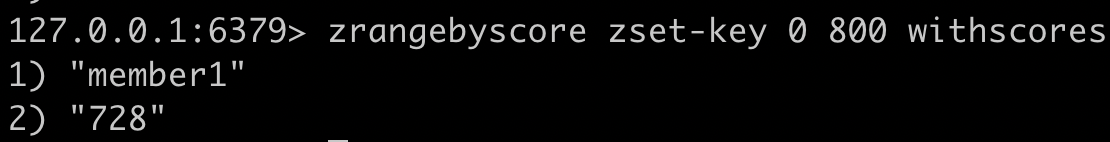 127.0.0.1:6379> zrangebyscore zset-key 0 800 withscores
1) "member1"
2) "728"